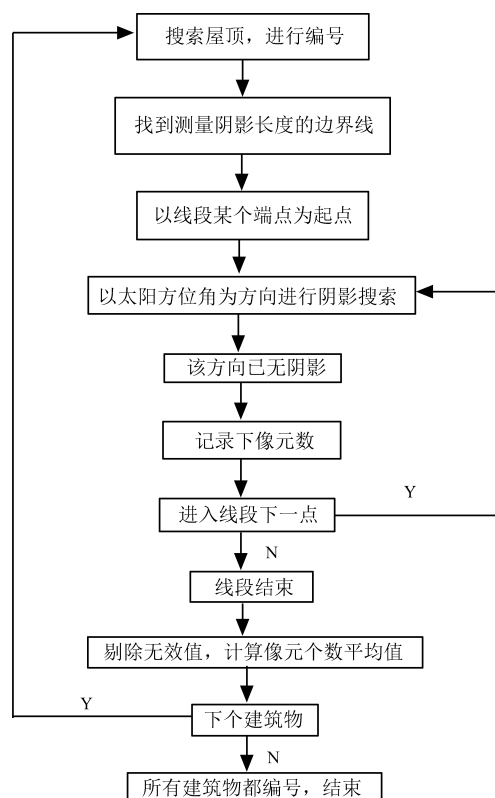 搜索屋顶，进行编号
找到测量阴影长度的边界线
以线段某个端点为起点
以太阳方位角为方向进行阴影搜索
该方向已无阴影
记录下像元数
Y
进入线段下一点
N
线段结束
剔除无效值，计算像元个数平均值
Y
下个建筑物
N
所有建筑物都编号，结束